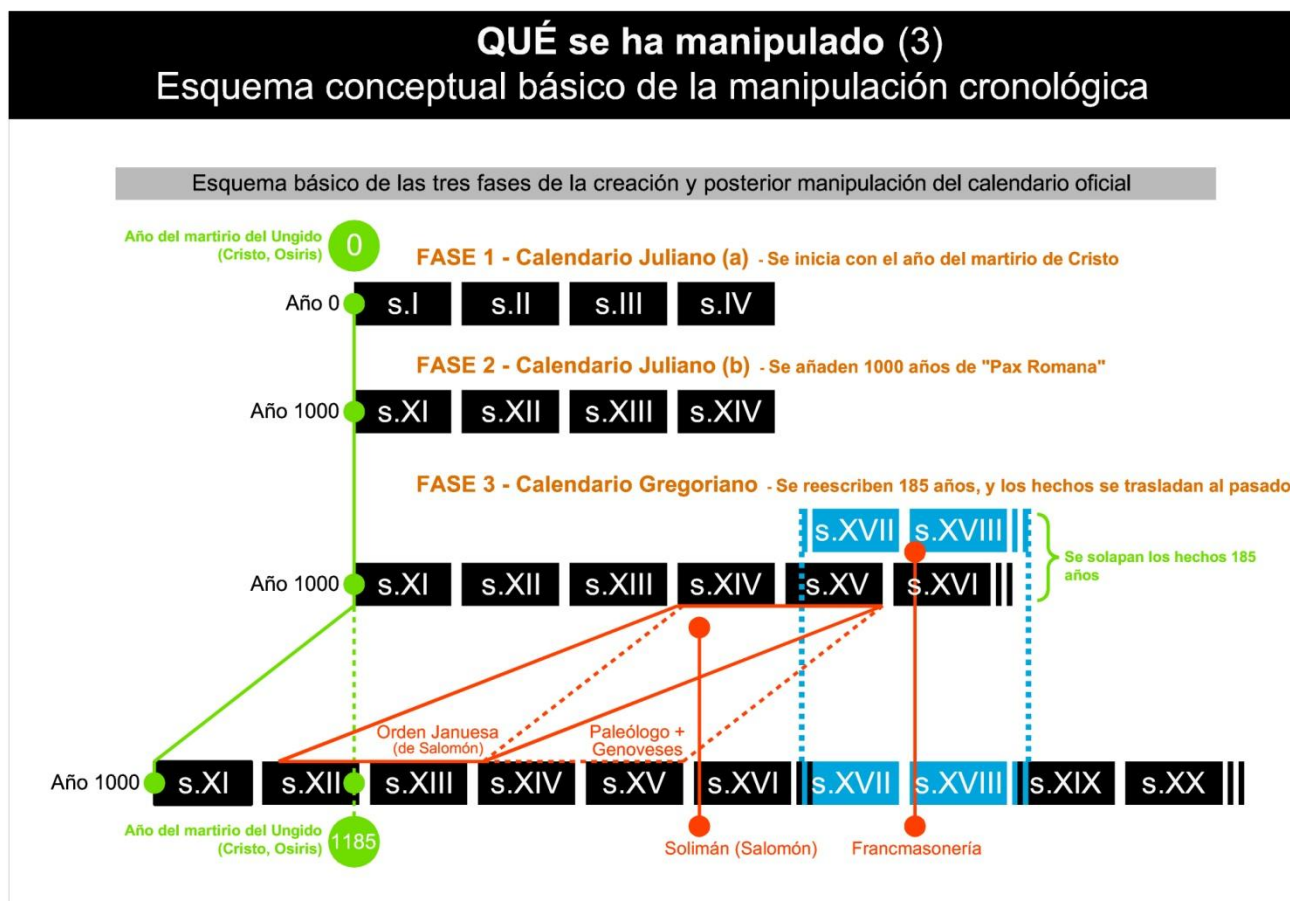 QUÉ se ha manipulado (3)
Esquema conceptual básico de la manipulación cronológica
Esquema básico de las tres fases de la creación y posterior manipulación del calendario oficial
Año del martirio del Ungido
(Cristo, Osiris)
0
FASE 1 - Calendario Juliano (a) - Se inicia con el año del martirio de Cristo
Año 0 s.I s.II s.III s.IV
FASE 2 - Calendario Juliano (b) - Se añaden 1000 años de "Pax Romana"
Año 1000 s.XI s.XII s.XIII s.XIV
FASE 3 - Calendario Gregoriano - Se reescriben 185 años, y los hechos se trasladan al pasado
s.XVII s.XVIII
Se solapan los hechos 185
años
Año 1000 s.XI s.XII s.XIII s.XIV s.XV s.XVI
Orden Januesa
(de Salomón)
Paleólogo +
Genoveses
Año 1000 s.XI s.XII s.XIII s.XIV s.XV s.XVI s.XVII s.XVIII s.XIX s.XX
Año del martirio del Ungido
(Cristo, Osiris)
1185
Solimán (Salomón)
Francmasonería